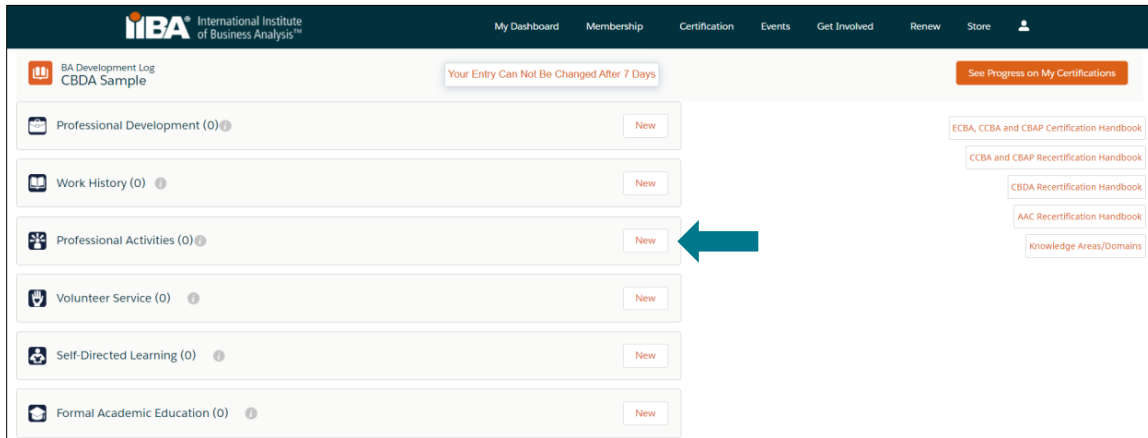 iiBA® International Institute
of Business Analysis™
My Dashboard Membership Certification Events Get Involved Renew Store
BA Development Log
CBDA Sample
Your Entry Can Not Be Changed After 7 Days
See Progress on My Certifications
Professional Development (0) i
New
Work History (0) i
New
Professional Activities (0) i
New
Volunteer Service (0) i
New
Self-Directed Learning (0) i
New
Formal Academic Education (0) i
New
ECBA, CCBA and CBAP Certification Handbook
CCBA and CBAP Recertification Handbook
CBDA Recertification Handbook
AAC Recertification Handbook
Knowledge Areas/Domains